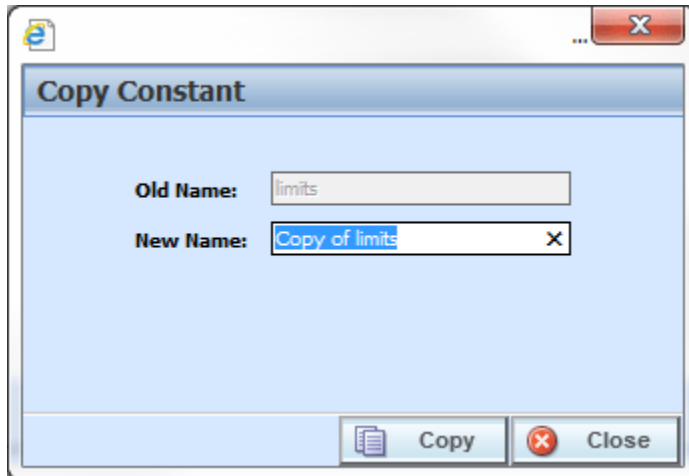 ...
Copy Constant
Old Name: limits
New Name: Copy of limits
Copy Close